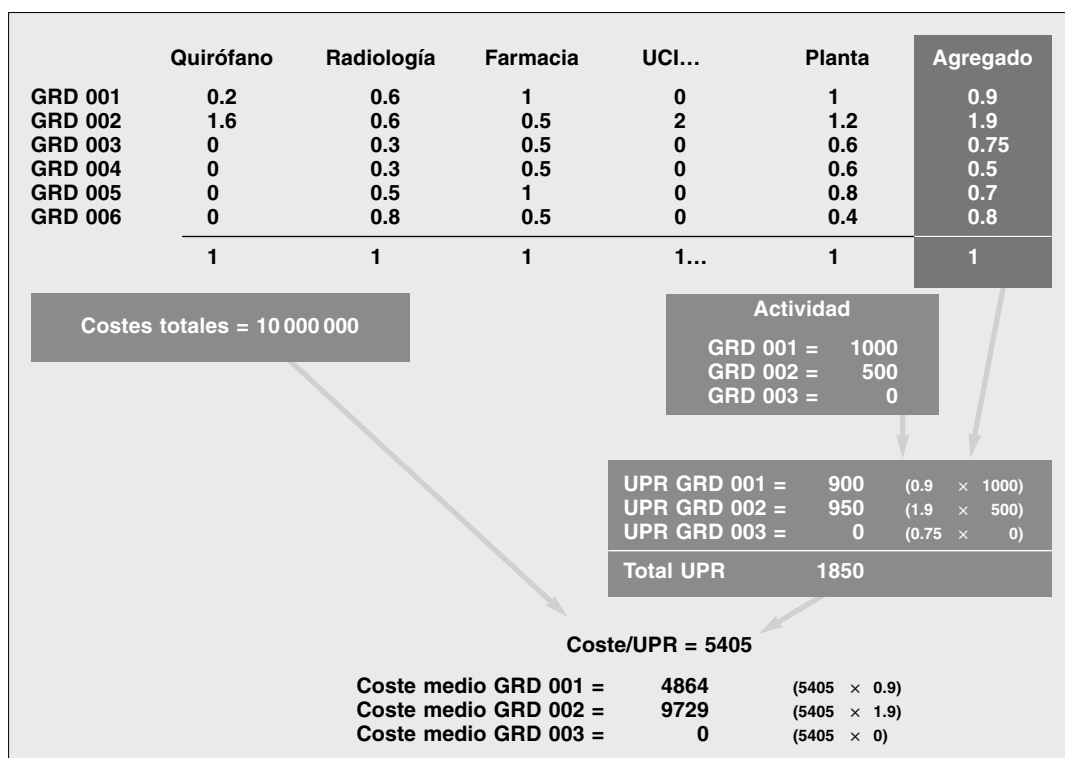 Quirófano Radiología Farmacia UCI... Planta Agregado
GRD 001 0.2 0.6 1 0 1 0.9
GRD 002 1.6 0.6 0.5 2 1.2 1.9
GRD 003 0 0.3 0.5 0 0.6 0.75
GRD 004 0 0.3 0.5 0 0.6 0.5
GRD 005 0 0.5 1 0 0.8 0.7
GRD 006 0 0.8 0.5 0 0.4 0.8
1 1 1 1... 1 1
Costes totales = 10 000 000
Actividad
GRD 001 = 1000
GRD 002 = 500
GRD 003 = 0
UPR GRD 001 = 900 (0.9 × 1000)
UPR GRD 002 = 950 (1.9 × 500)
UPR GRD 003 = 0 (0.75 × 0)
Total UPR 1850
Coste/UPR = 5405
Coste medio GRD 001 = 4864 (5405 × 0.9)
Coste medio GRD 002 = 9729 (5405 × 1.9)
Coste medio GRD 003 = 0 (5405 × 0)